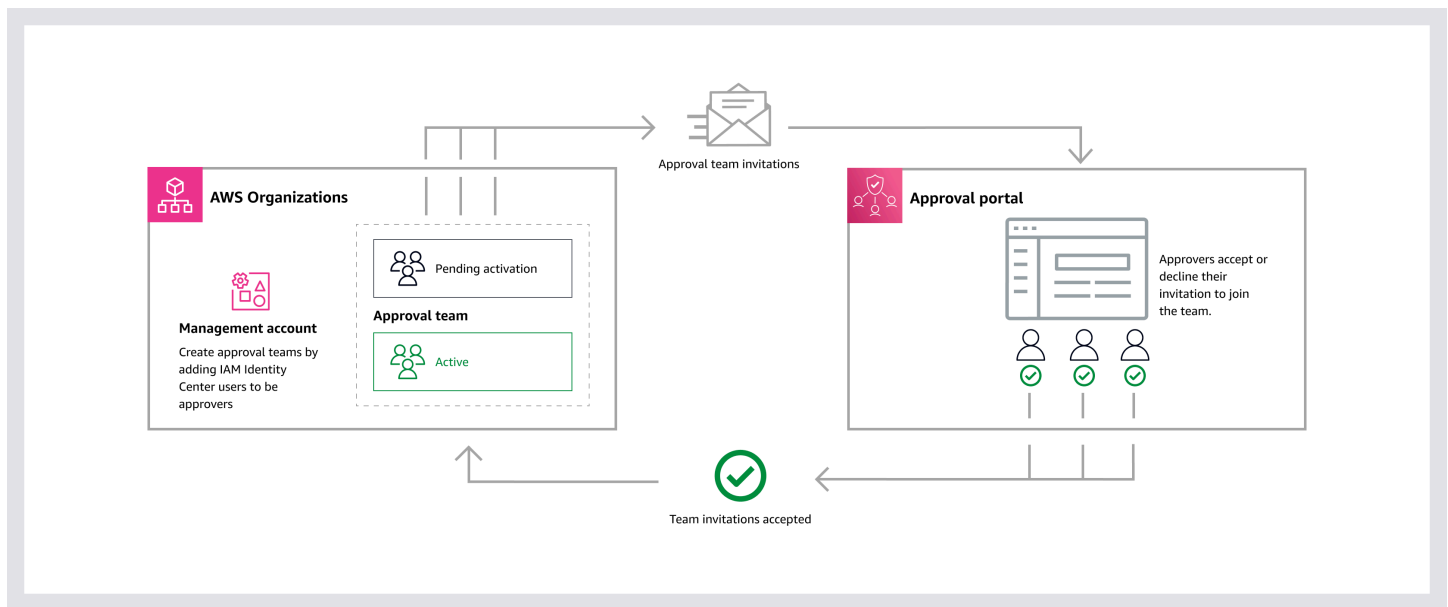 Approval team invitations
AWS Organizations
Pending activation
Approval team
Active
Management account
Create approval teams by
adding IAM Identity
Center users to be
approvers
Approval portal
Approvers accept or
decline their
invitation to join
the team.
Team invitations accepted